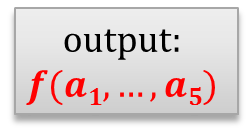 output:
f(a₁, ..., a₅)